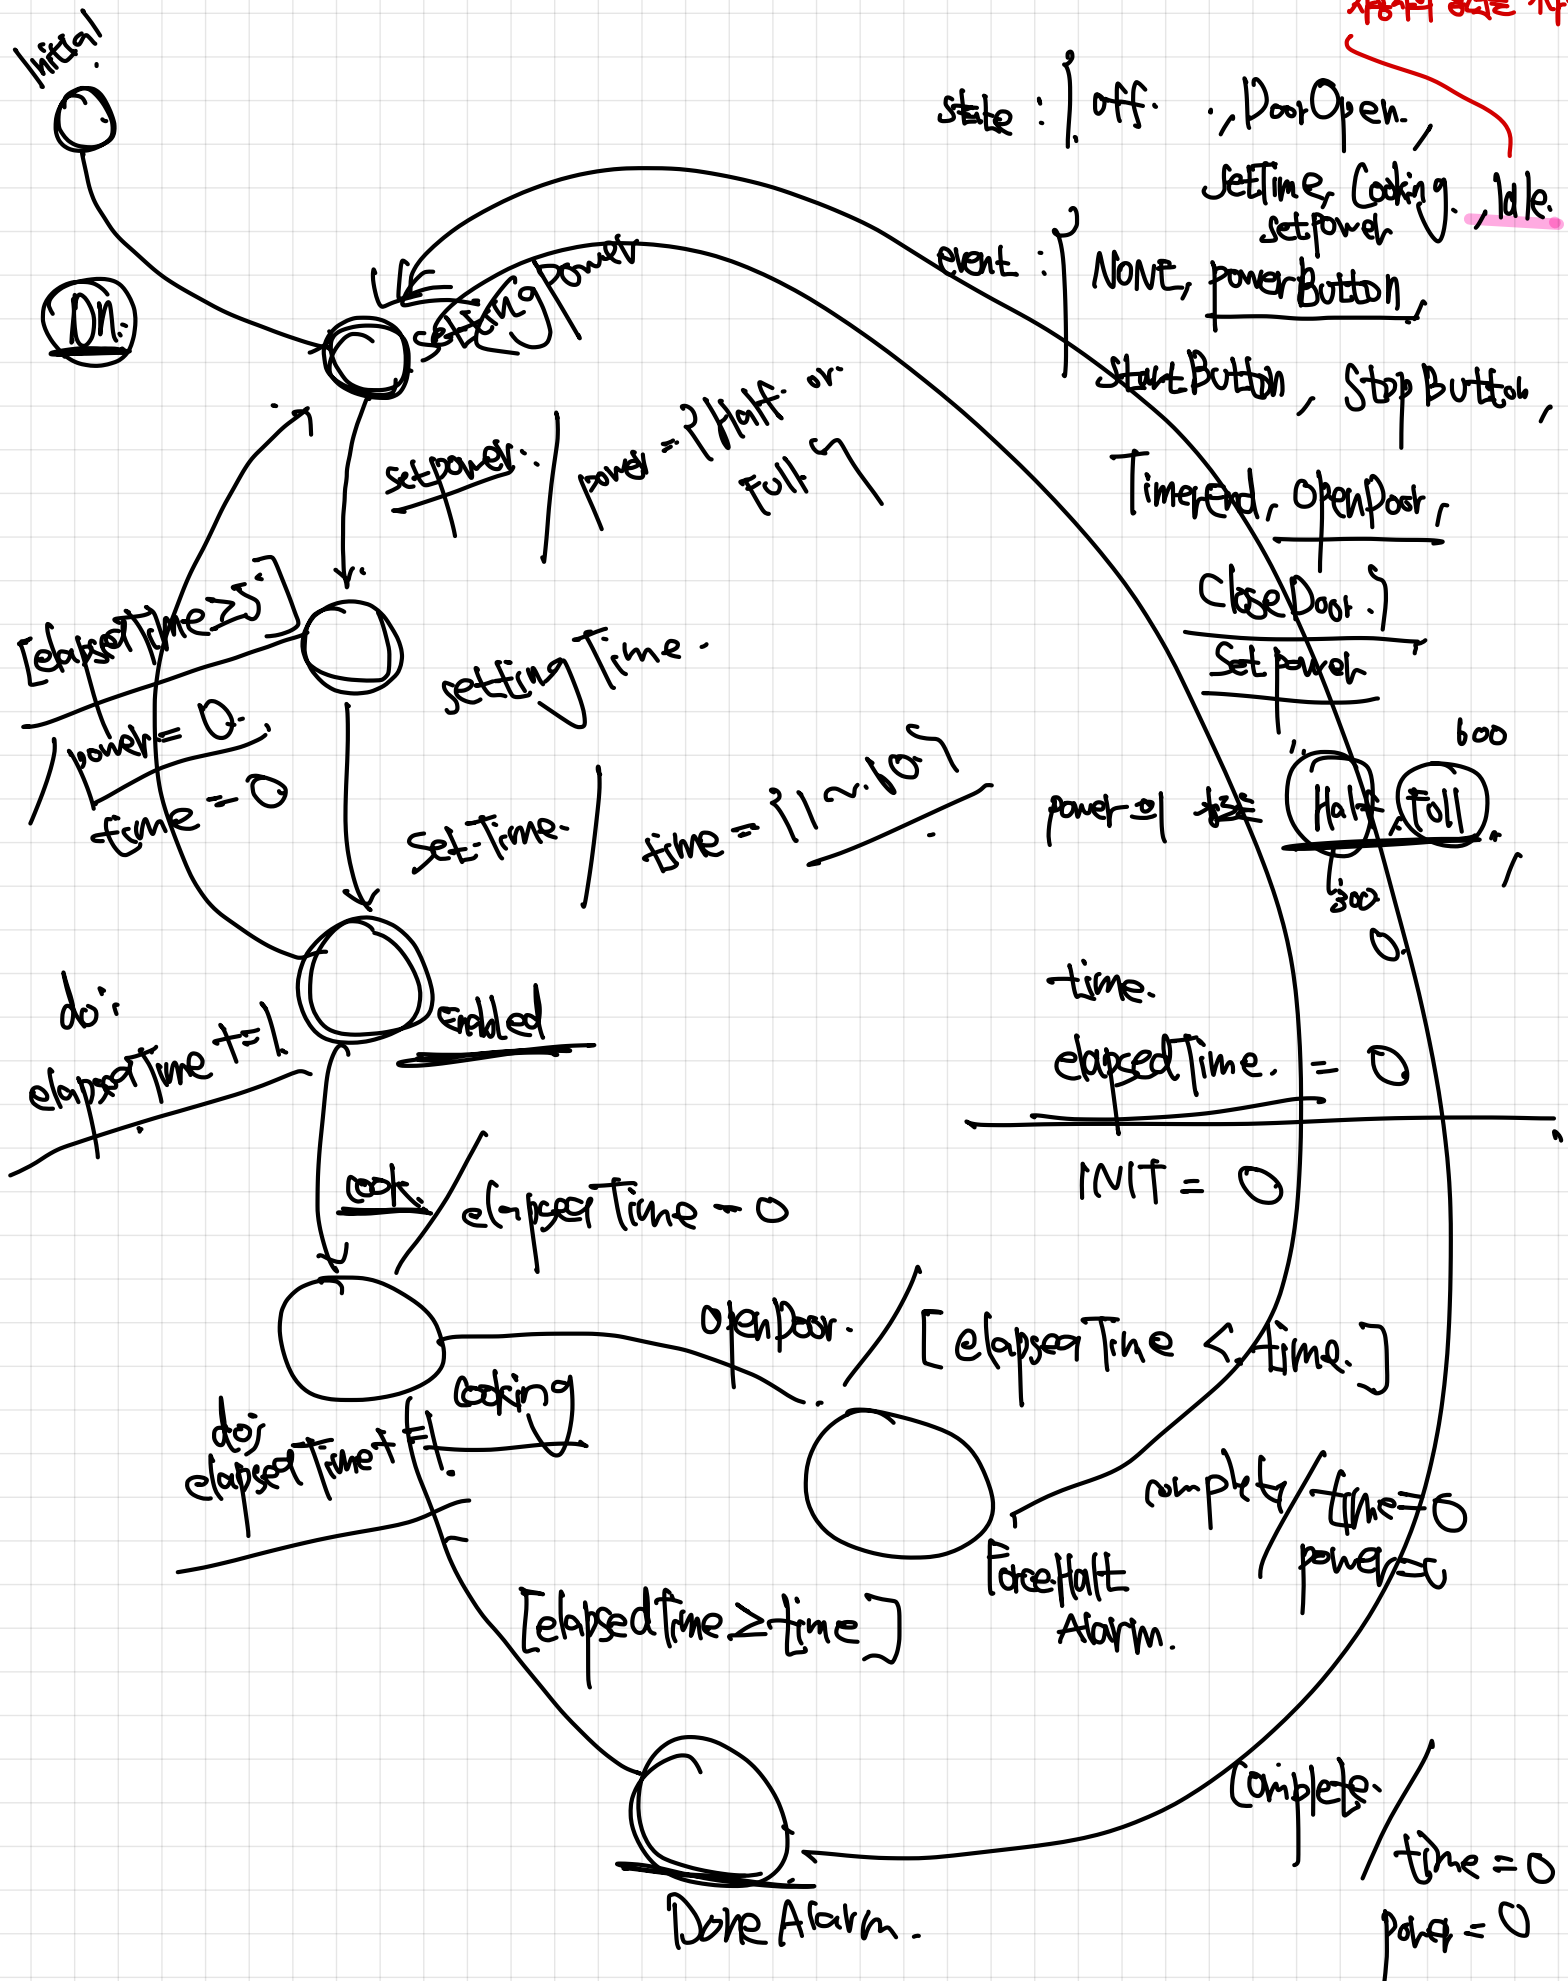 Initial
state : { off. , DoorOpen. ,
SetTime, Cooking. , Idle.
setpower
event : { NONE, powerButton,
StartButton , StopButton ,
TimerEnd, OpenDoor,
CloseDoor. }
Set power
ON.
setting power
setpower. / power = { Half or
Full }
[elapsedTime ≥ 5]
/ power = 0.
time = 0
setting Time.
set Time. / time = { 1 ~ 10 }
600
power 의 Half, Full,
300
0.
time.
elapsedTime. = 0
INIT = 0
Enabled
do:
elapsedTime += 1.
cook. / elapsedTime = 0
cooking
do:
elapsedTime += 1.
openDoor. / [elapsedTime < time.]
ForceHalt
Alarm.
complete / time = 0
power = 0
[elapsedTime ≥ time]
Done Alarm.
Complete. / time = 0
power = 0